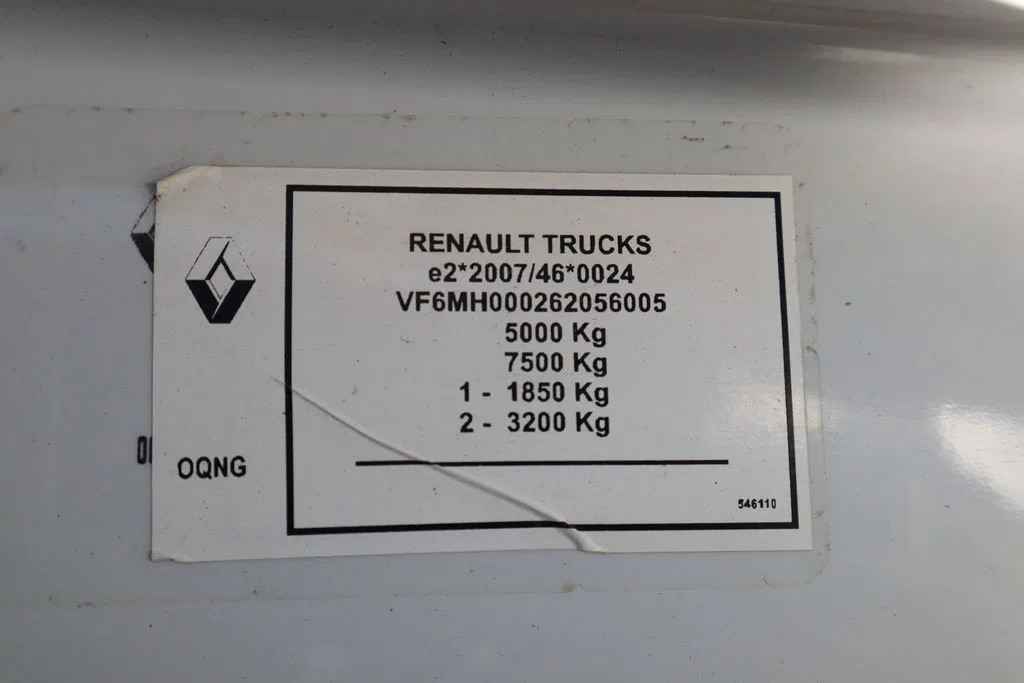 RENAULT TRUCKS
e2*2007/46*0024
VF6MH000262056005
5000 Kg
7500 Kg
1 - 1850 Kg
2 - 3200 Kg
OQNG
546110